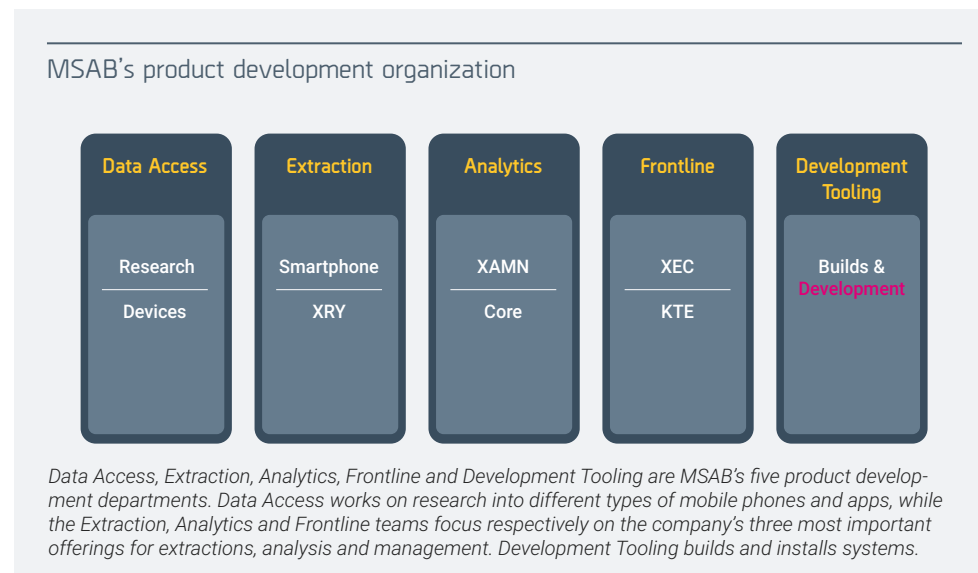 MSAB’s product development organization
Data Access
Extraction
Analytics
Frontline
Development
Tooling
Research
Devices
Smartphone
XRY
XAMN
Core
XEC
KTE
Builds &
Development
Data Access, Extraction, Analytics, Frontline and Development Tooling are MSAB’s five product develop-
ment departments. Data Access works on research into different types of mobile phones and apps, while
the Extraction, Analytics and Frontline teams focus respectively on the company’s three most important
offerings for extractions, analysis and management. Development Tooling builds and installs systems.